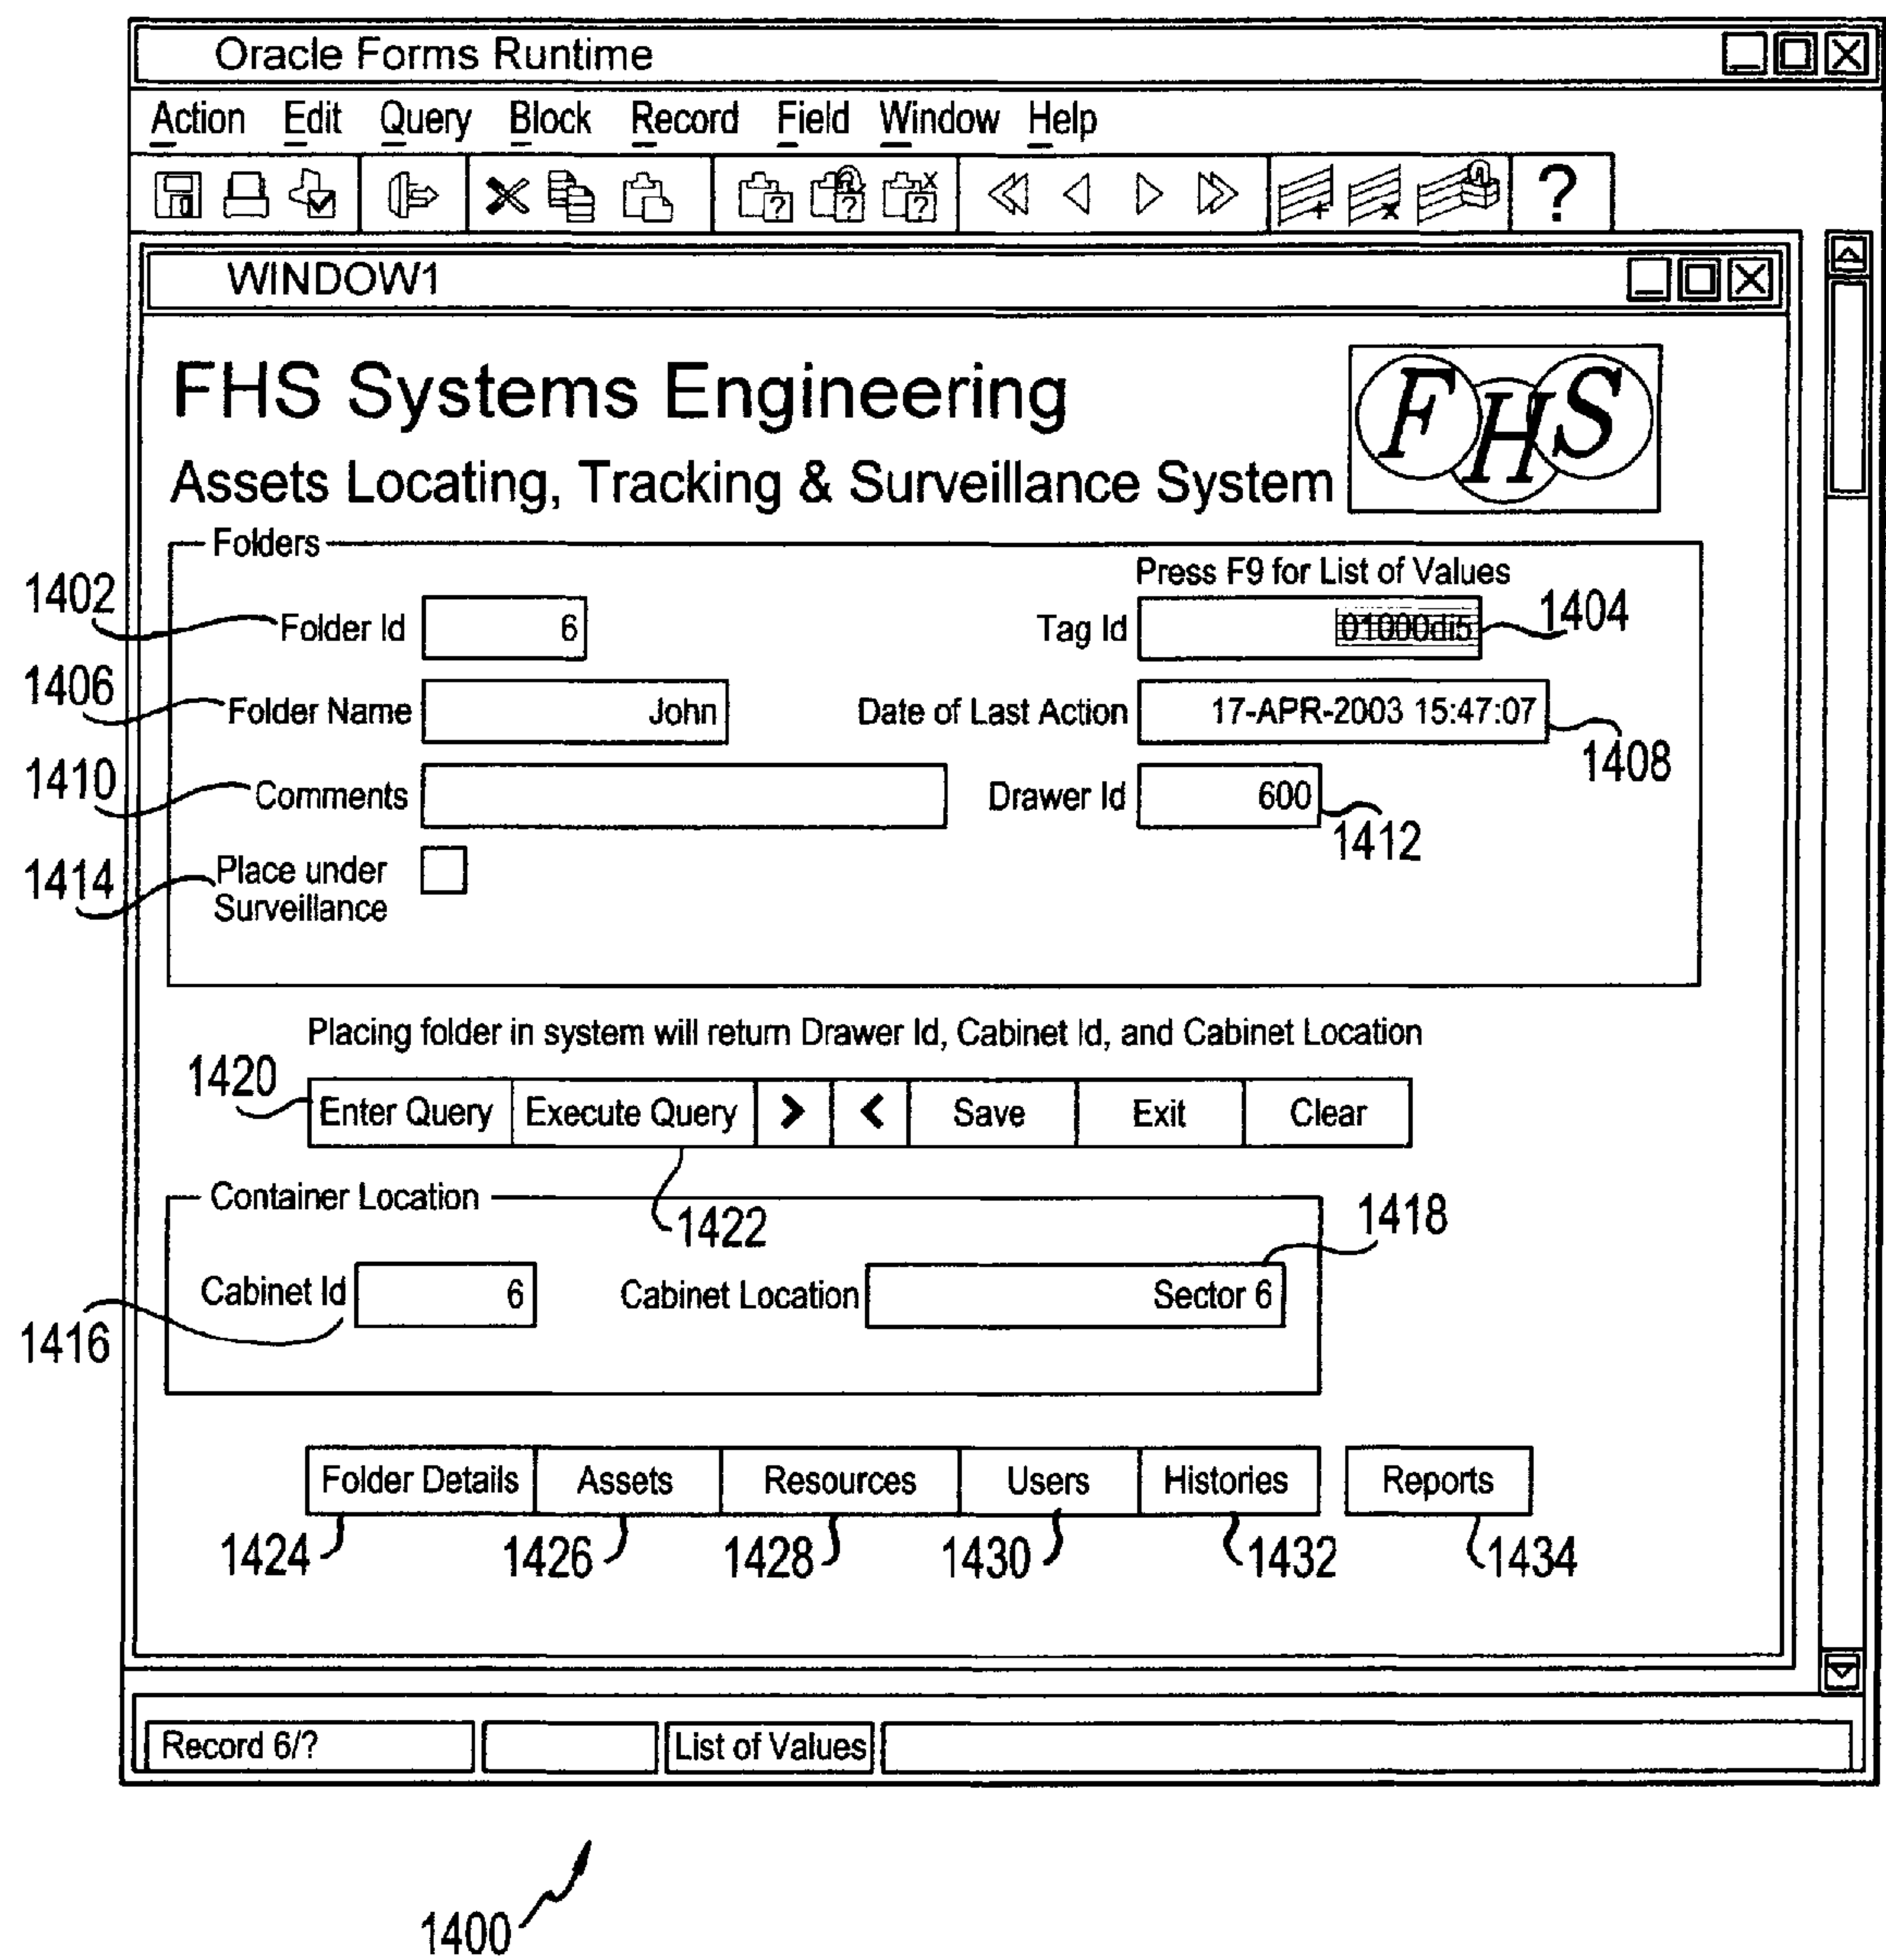 Oracle Forms Runtime
Action Edit Query Block Record Field Window Help
?
WINDOW1
FHS Systems Engineering
FHS
Assets Locating, Tracking & Surveillance System
Folders
Press F9 for List of Values
1402 Folder Id 6 Tag Id 01000di5 1404
1406 Folder Name John Date of Last Action 17-APR-2003 15:47:07 1408
1410 Comments Drawer Id 600 1412
1414 Place under
Surveillance
Placing folder in system will return Drawer Id, Cabinet Id, and Cabinet Location
1420 Enter Query Execute Query > < Save Exit Clear
Container Location 1422 1418
Cabinet Id 6 Cabinet Location Sector 6
1416
Folder Details Assets Resources Users Histories Reports
1424 1426 1428 1430 1432 1434
Record 6/? List of Values
1400